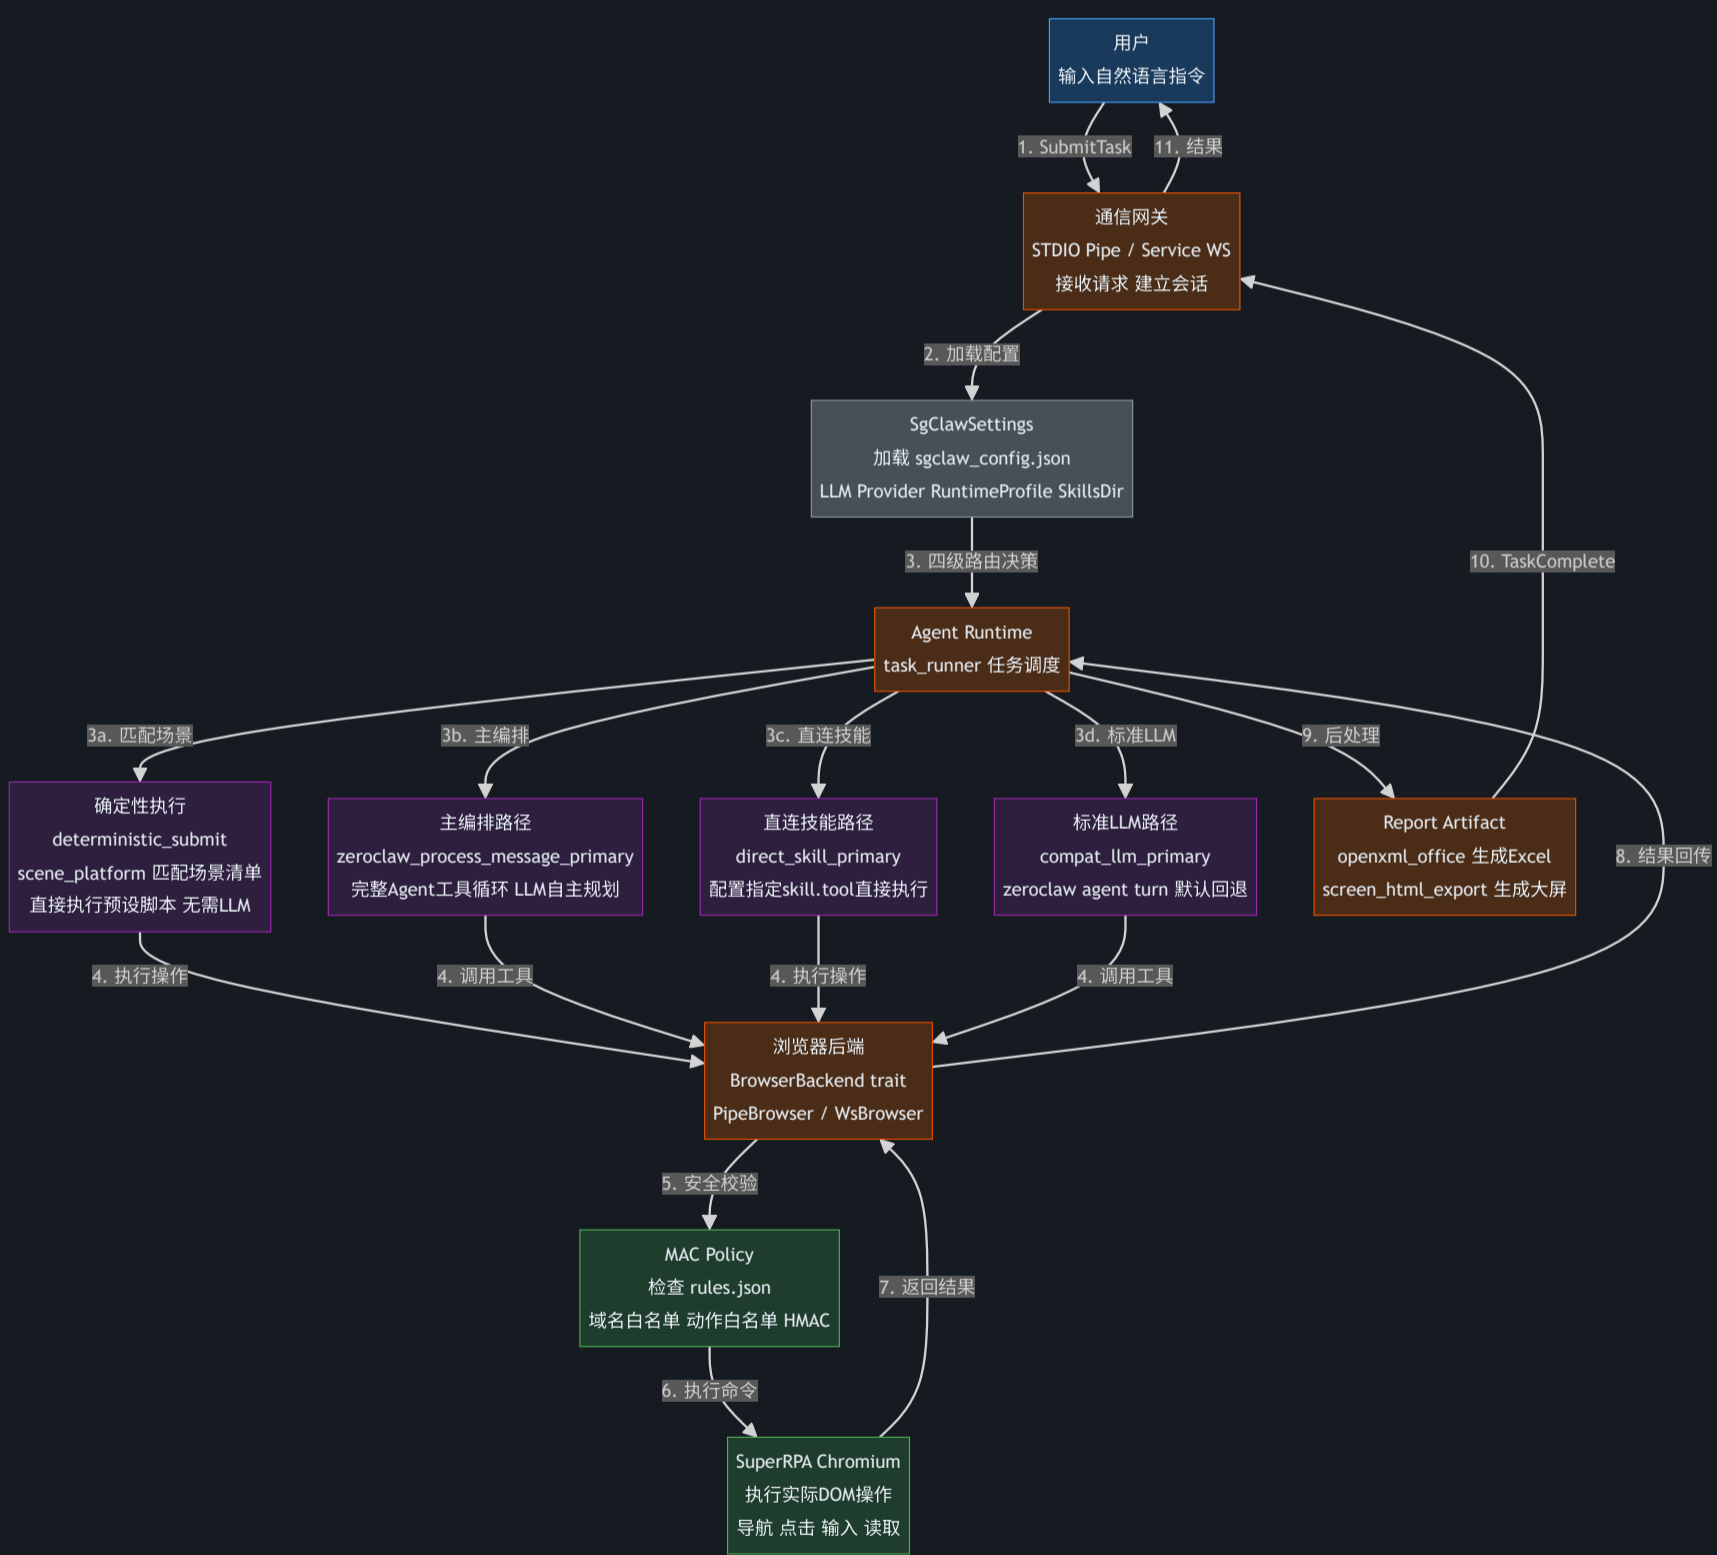 用户
输入自然语言指令
1. SubmitTask
11. 结果
通信网关
STDIO Pipe / Service WS
接收请求 建立会话
2. 加载配置
SgClawSettings
加载 sgclaw_config.json
LLM Provider RuntimeProfile SkillsDir
3. 四级路由决策
10. TaskComplete
Agent Runtime
task_runner 任务调度
3a. 匹配场景
3b. 主编排
3c. 直连技能
3d. 标准LLM
9. 后处理
确定性执行
deterministic_submit
scene_platform 匹配场景清单
直接执行预设脚本 无需LLM
主编排路径
zeroclaw_process_message_primary
完整Agent工具循环 LLM自主规划
直连技能路径
direct_skill_primary
配置指定skill.tool直接执行
标准LLM路径
compat_llm_primary
zeroclaw agent turn 默认回退
Report Artifact
openxml_office 生成Excel
screen_html_export 生成大屏
8. 结果回传
4. 执行操作
4. 调用工具
4. 执行操作
4. 调用工具
浏览器后端
BrowserBackend trait
PipeBrowser / WsBrowser
5. 安全校验
MAC Policy
检查 rules.json
域名白名单 动作白名单 HMAC
7. 返回结果
6. 执行命令
SuperRPA Chromium
执行实际DOM操作
导航 点击 输入 读取